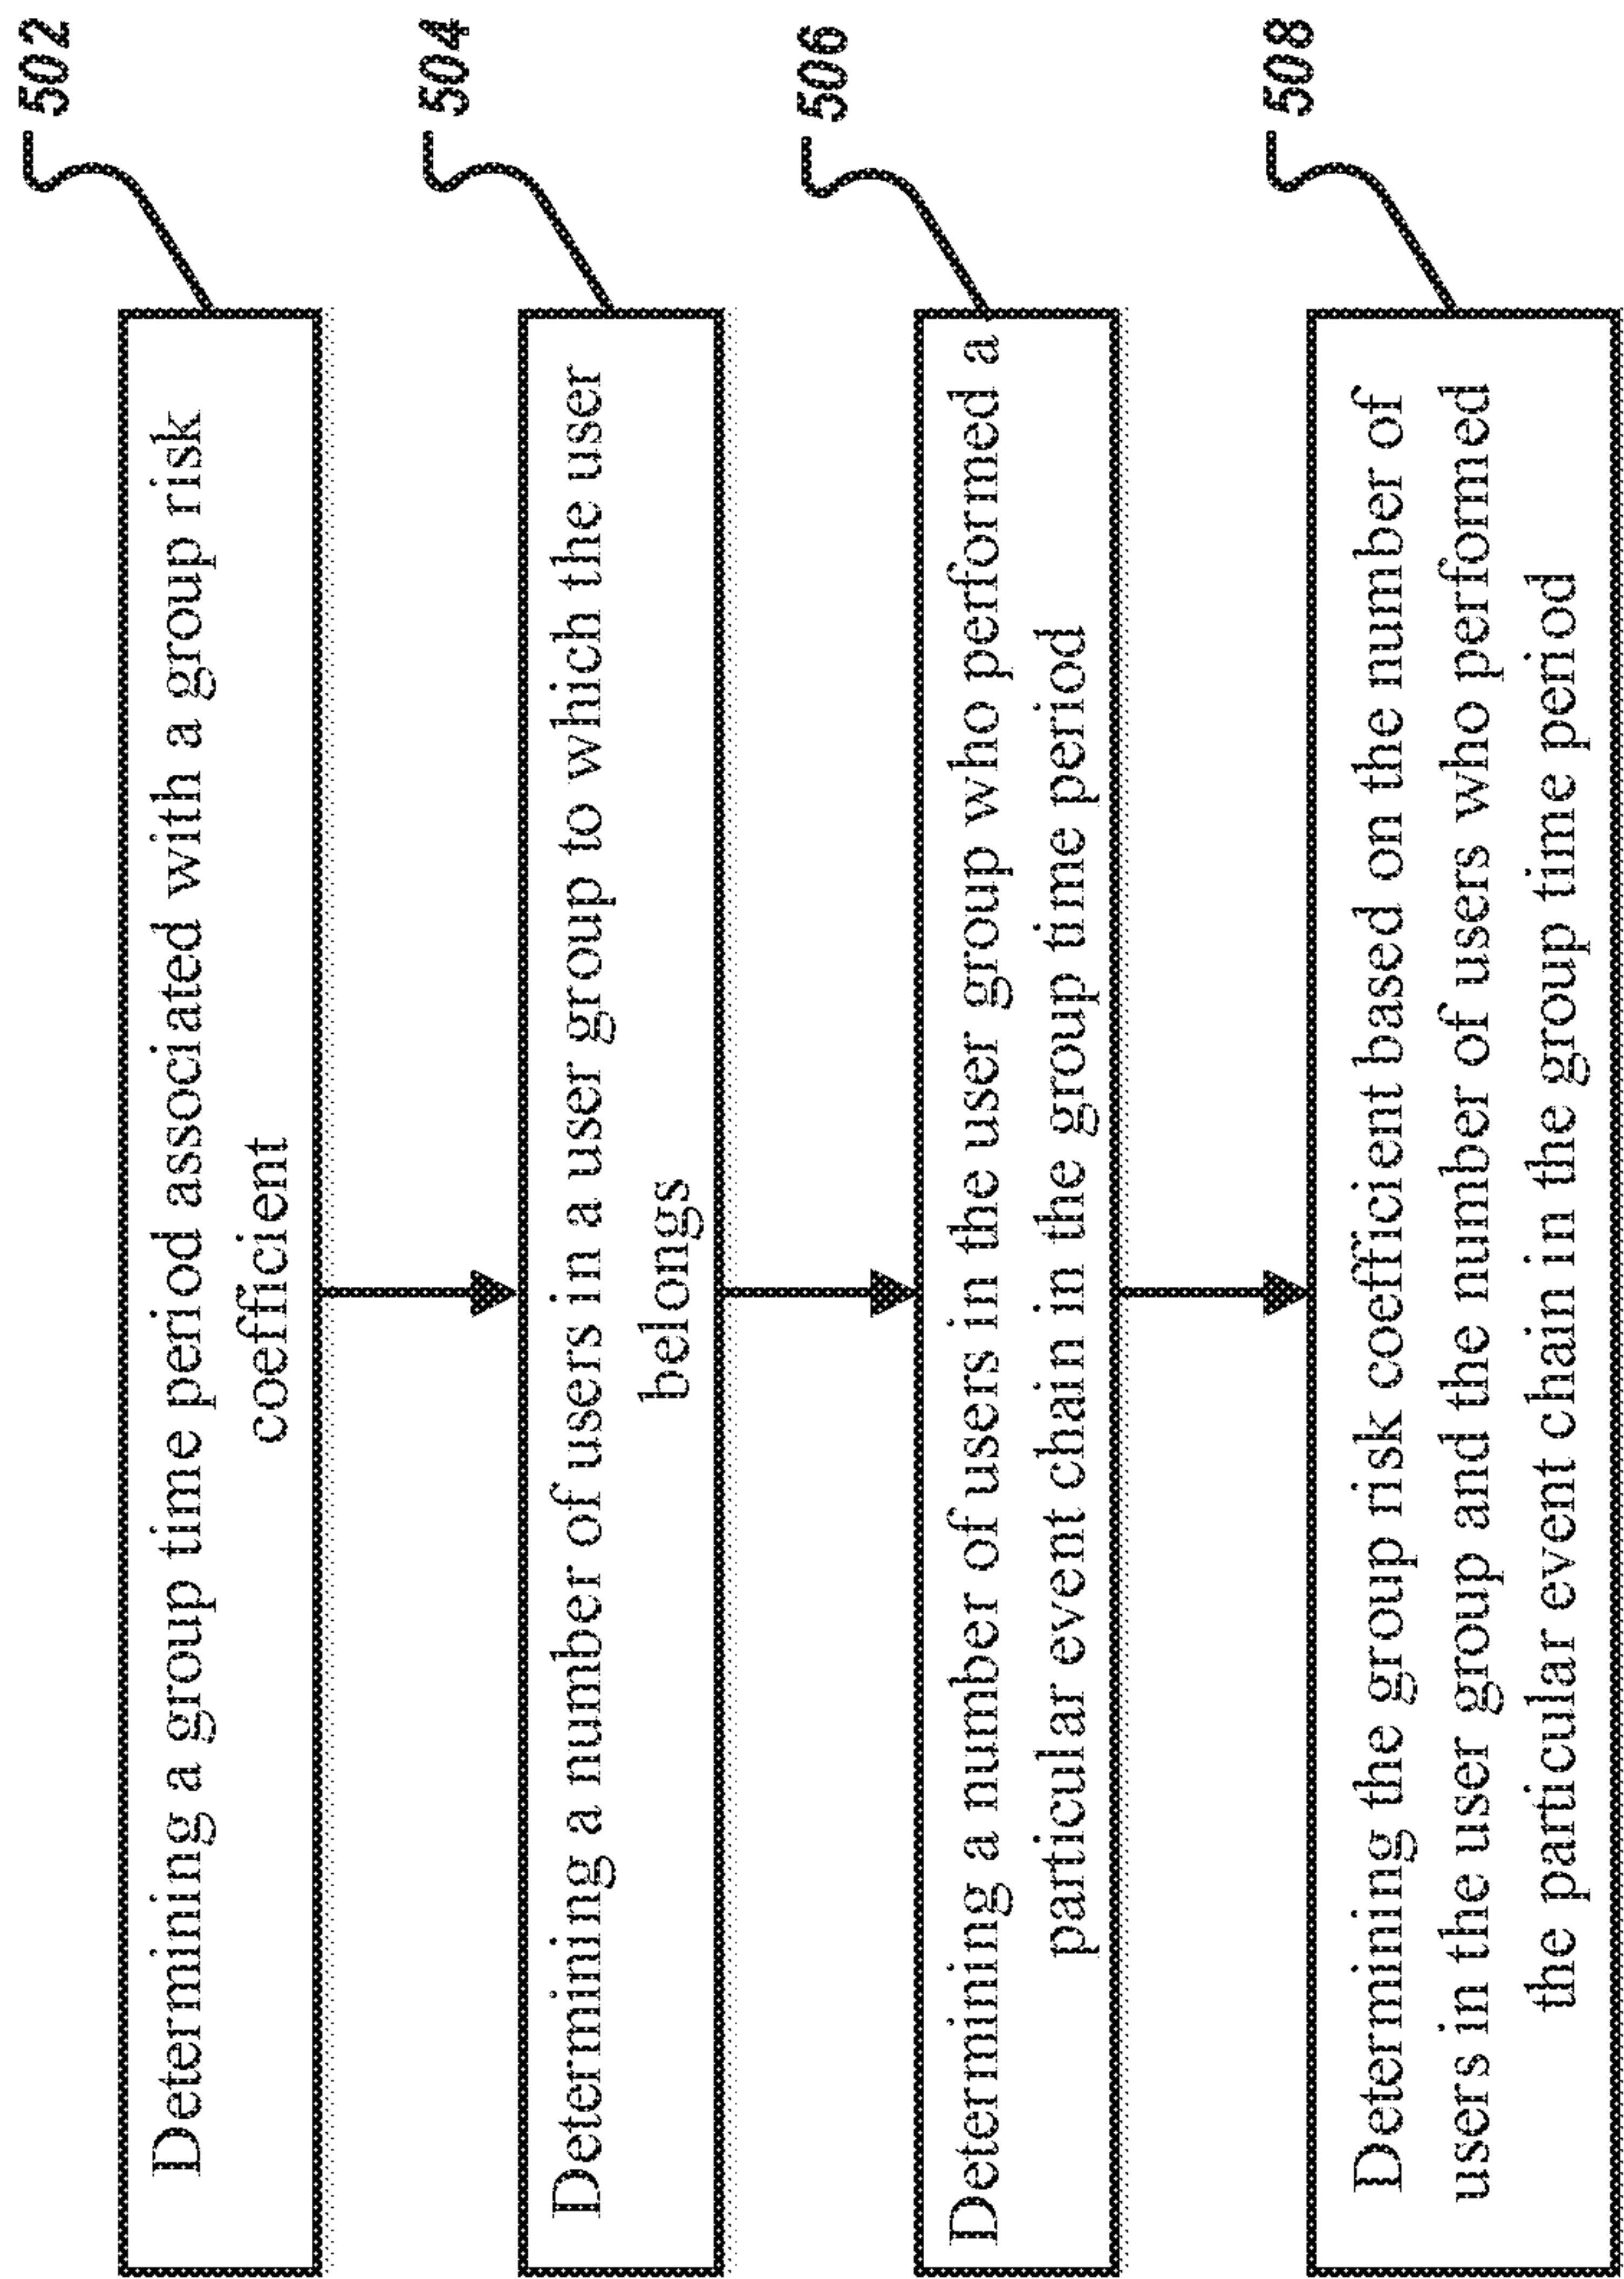 502
Determining a group time period associated with a group risk
coefficient
504
Determining a number of users in a user group to which the user
belongs
506
Determining a number of users in the user group who performed a
particular event chain in the group time period
508
Determining the group risk coefficient based on the number of
users in the user group and the number of users who performed
the particular event chain in the group time period